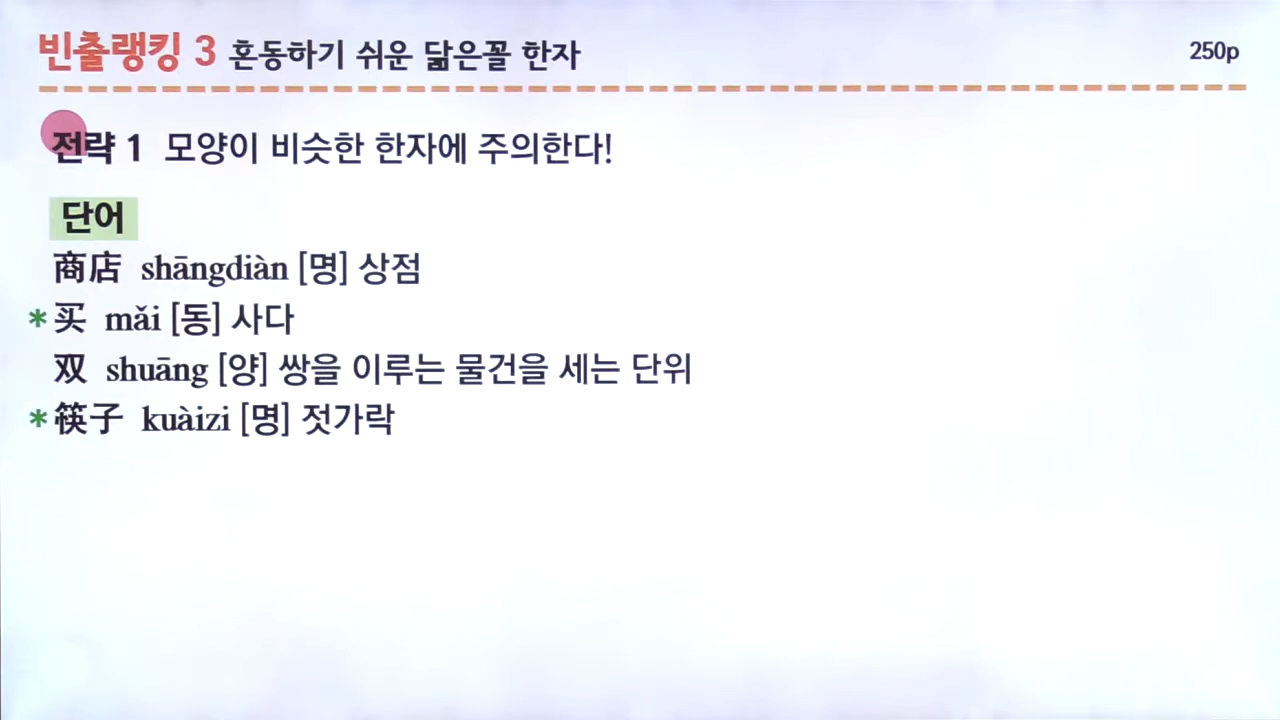 빈출랭킹 3 혼동하기 쉬운 닮은꼴 한자 250p
전략 1 모양이 비슷한 한자에 주의한다!
단어
商店 shāngdiàn [명] 상점
*买 mǎi [동] 사다
双 shuāng [양] 쌍을 이루는 물건을 세는 단위
*筷子 kuàizi [명] 젓가락